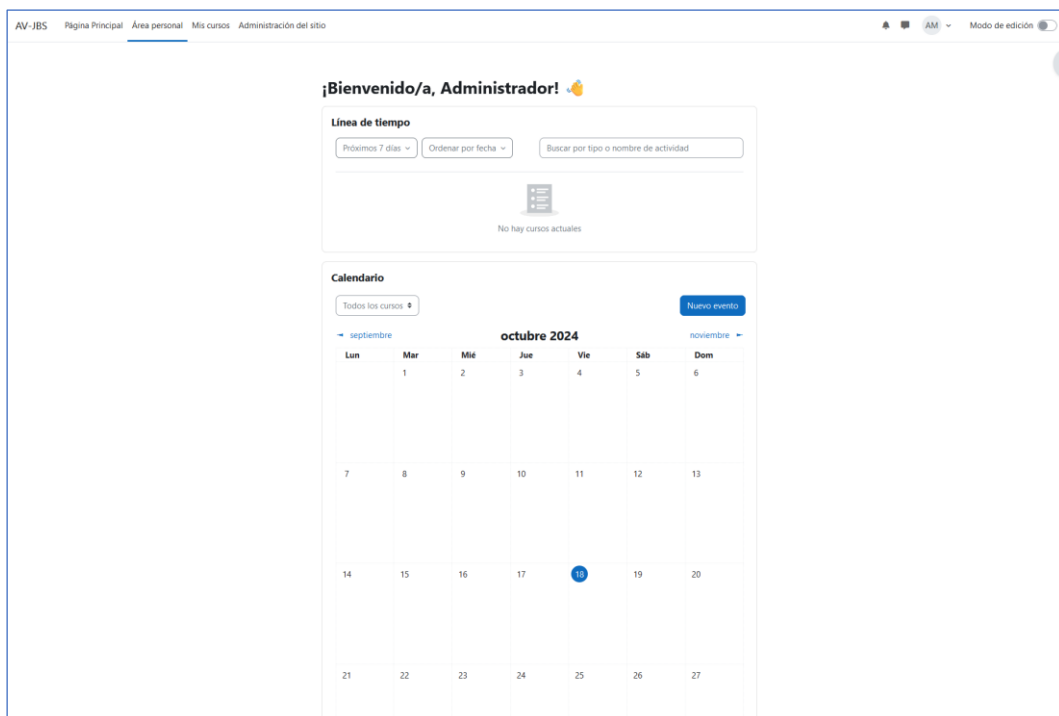 AV-JBS Página Principal Área personal Mis cursos Administración del sitio AM Modo de edición
¡Bienvenido/a, Administrador!
Línea de tiempo
Próximos 7 días Ordenar por fecha Buscar por tipo o nombre de actividad
No hay cursos actuales
Calendario
Todos los cursos Nuevo evento
septiembre octubre 2024 noviembre
Lun Mar Mié Jue Vie Sáb Dom
1 2 3 4 5 6
7 8 9 10 11 12 13
14 15 16 17 18 19 20
21 22 23 24 25 26 27